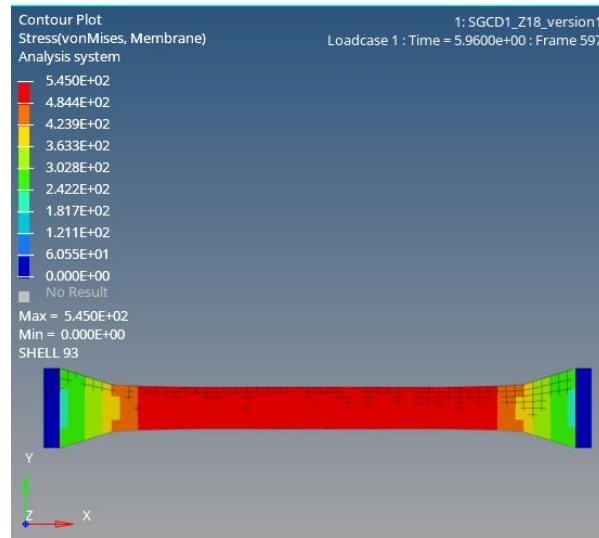 Contour Plot
Stress(vonMises, Membrane)
Analysis system
5.450E+02
4.844E+02
4.239E+02
3.633E+02
3.028E+02
2.422E+02
1.817E+02
1.211E+02
6.055E+01
0.000E+00
No Result
Max = 5.450E+02
Min = 0.000E+00
SHELL 93
1: SGCD1_Z18_version1
Loadcase 1 : Time = 5.9600e+00 : Frame 597
Y
Z
X